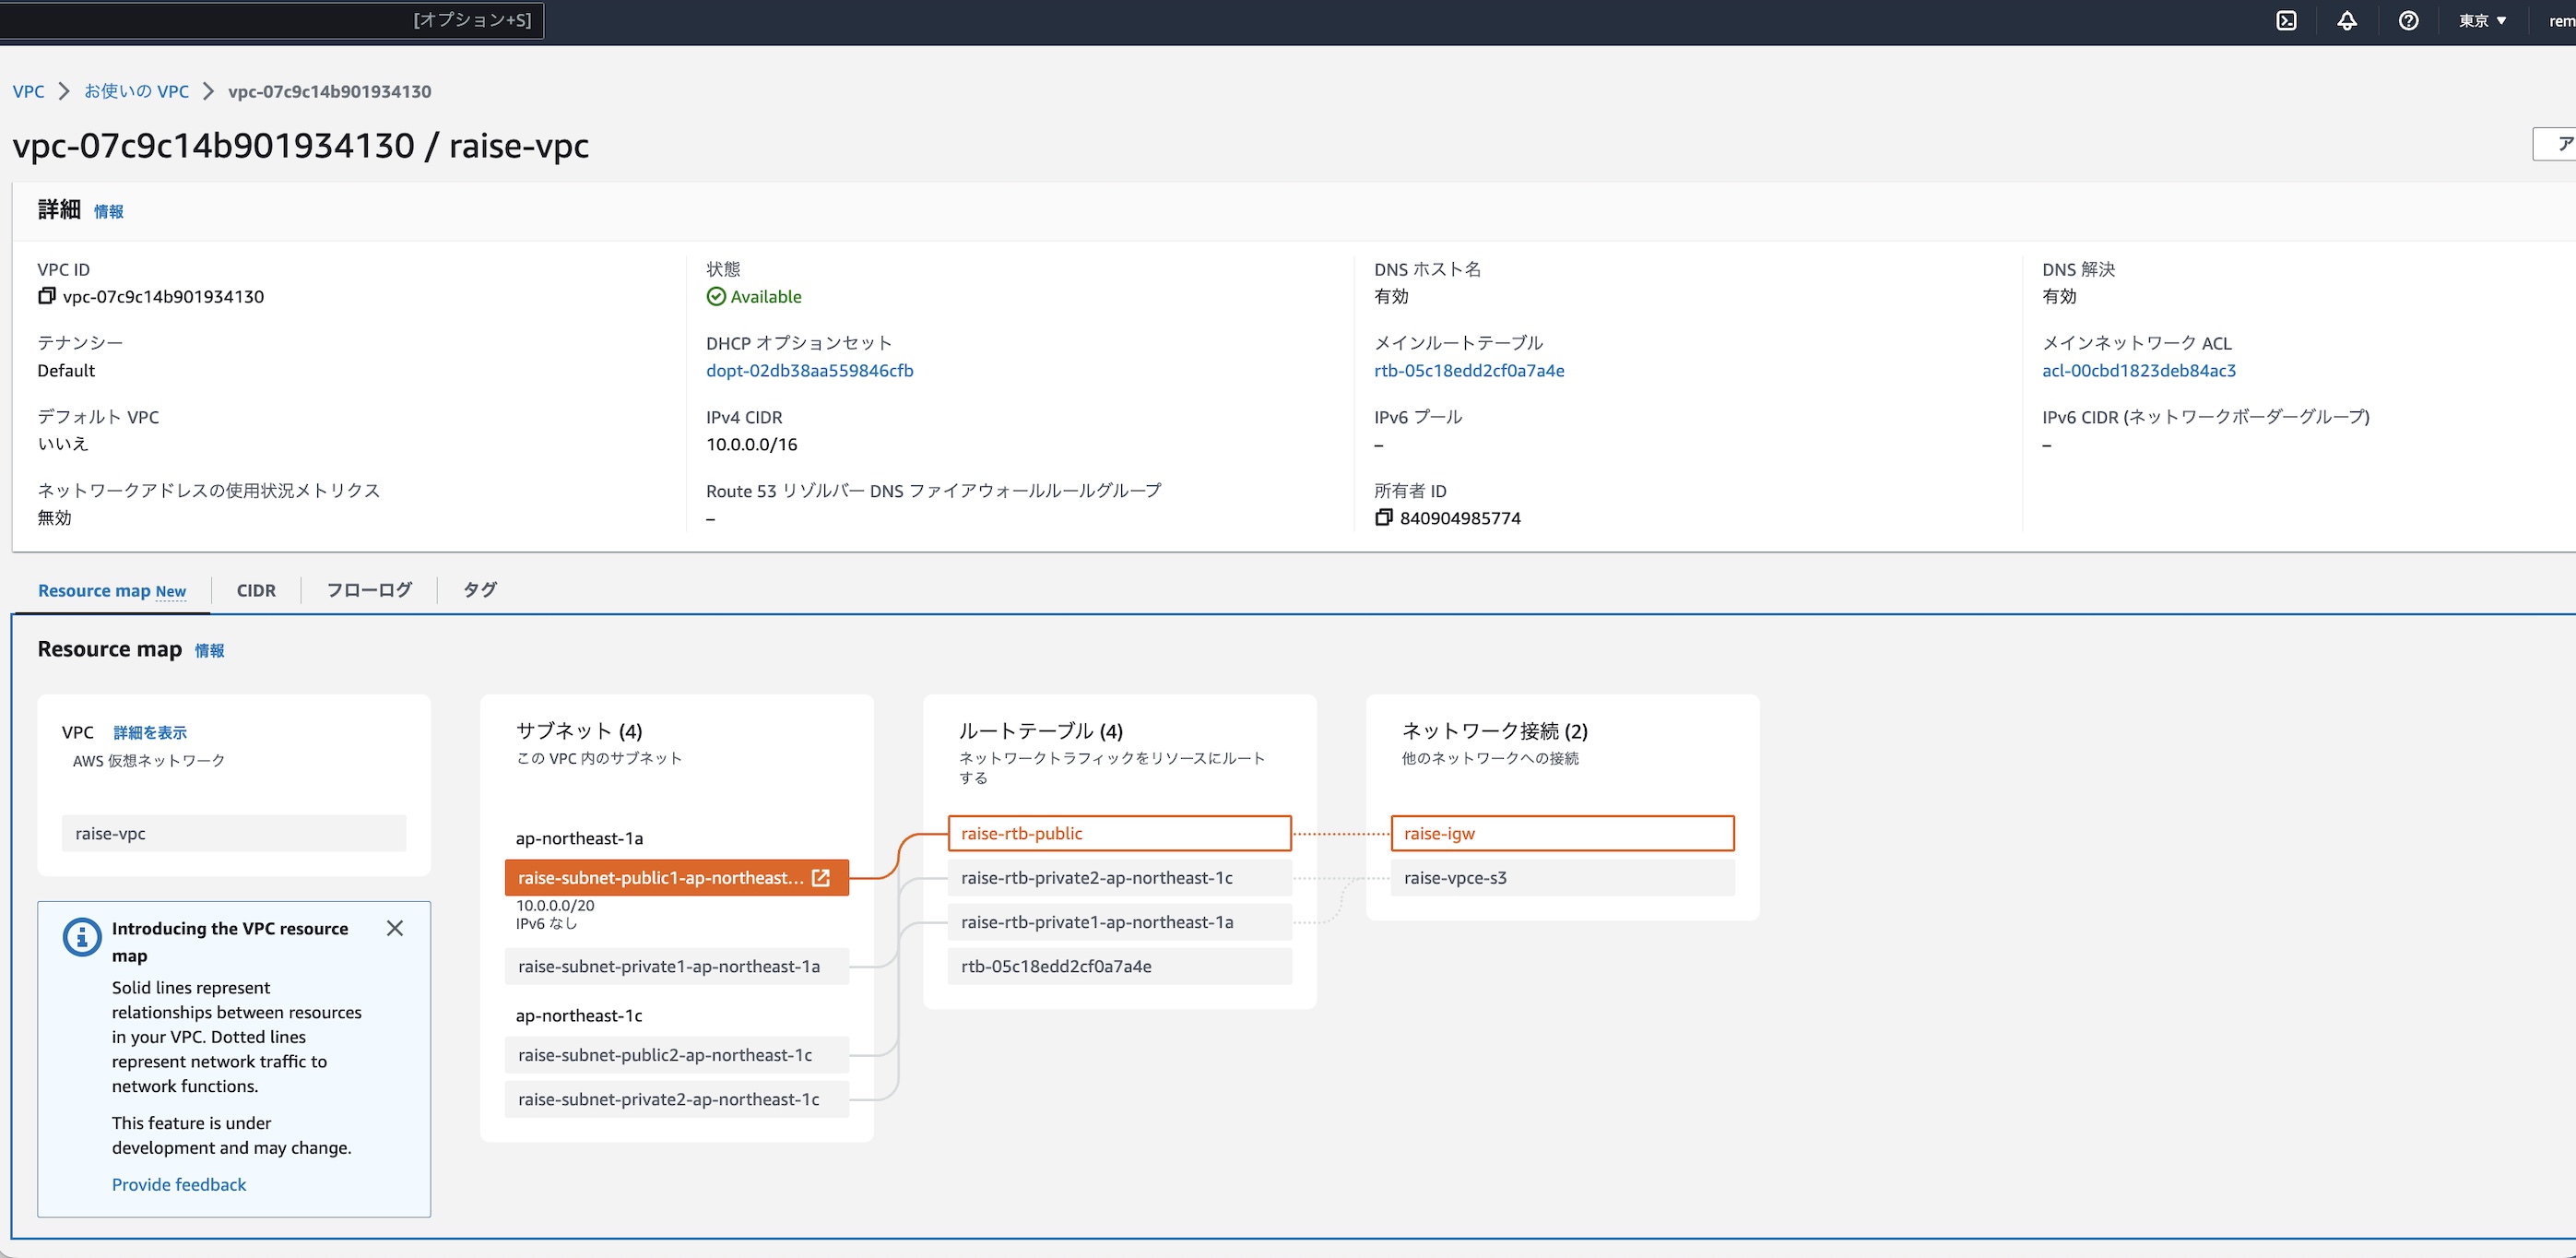 [オプション+S]
東京 ▼
rem
VPC > お使いの VPC > vpc-07c9c14b901934130
vpc-07c9c14b901934130 / raise-vpc
ア
詳細 情報
VPC ID
vpc-07c9c14b901934130
状態
Available
DNS ホスト名
有効
DNS 解決
有効
テナンシー
Default
DHCP オプションセット
dopt-02db38aa559846cfb
メインルートテーブル
rtb-05c18edd2cf0a7a4e
メインネットワーク ACL
acl-00cbd1823deb84ac3
デフォルト VPC
いいえ
IPv4 CIDR
10.0.0.0/16
IPv6 プール
–
IPv6 CIDR (ネットワークボーダーグループ)
–
ネットワークアドレスの使用状況メトリクス
無効
Route 53 リゾルバー DNS ファイアウォールルールグループ
–
所有者 ID
840904985774
Resource map New
CIDR
フローログ
タグ
Resource map 情報
VPC 詳細を表示
AWS 仮想ネットワーク
raise-vpc
Introducing the VPC resource
map
Solid lines represent
relationships between resources
in your VPC. Dotted lines
represent network traffic to
network functions.
This feature is under
development and may change.
Provide feedback
サブネット (4)
この VPC 内のサブネット
ap-northeast-1a
raise-subnet-public1-ap-northeast...
10.0.0.0/20
IPv6 なし
raise-subnet-private1-ap-northeast-1a
ap-northeast-1c
raise-subnet-public2-ap-northeast-1c
raise-subnet-private2-ap-northeast-1c
ルートテーブル (4)
ネットワークトラフィックをリソースにルート
する
raise-rtb-public
raise-rtb-private2-ap-northeast-1c
raise-rtb-private1-ap-northeast-1a
rtb-05c18edd2cf0a7a4e
ネットワーク接続 (2)
他のネットワークへの接続
raise-igw
raise-vpce-s3